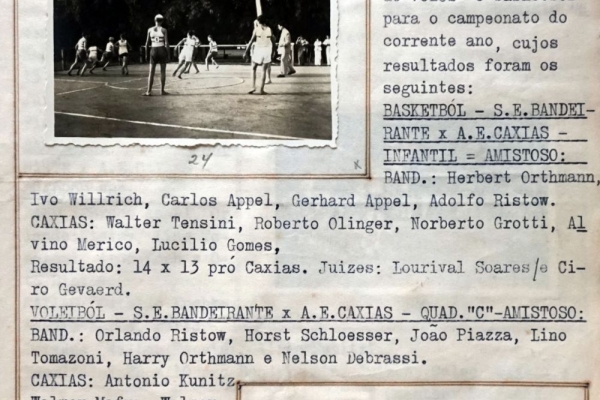 para o campeonato do
corrente ano, cujos
resultados foram os
seguintes:
BASKETBÓL - S.E.BANDEI-
RANTE x A.E.CAXIAS -
INFANTIL = AMISTOSO:
BAND.: Herbert Orthmann,
24
x
Ivo Willrich, Carlos Appel, Gerhard Appel, Adolfo Ristow.
CAXIAS: Walter Tensini, Roberto Olinger, Norberto Grotti, Al
vino Merico, Lucilio Gomes,
Resultado: 14 x 13 pró Caxias. Juizes: Lourival Soares/e Ci-
ro Gevaerd.
VOLEIBÓL - S.E.BANDEIRANTE x A.E.CAXIAS - QUAD."C"-AMISTOSO:
BAND.: Orlando Ristow, Horst Schloesser, João Piazza, Lino
Tomazoni, Harry Orthmann e Nelson Debrassi.
CAXIAS: Antonio Kunitz,